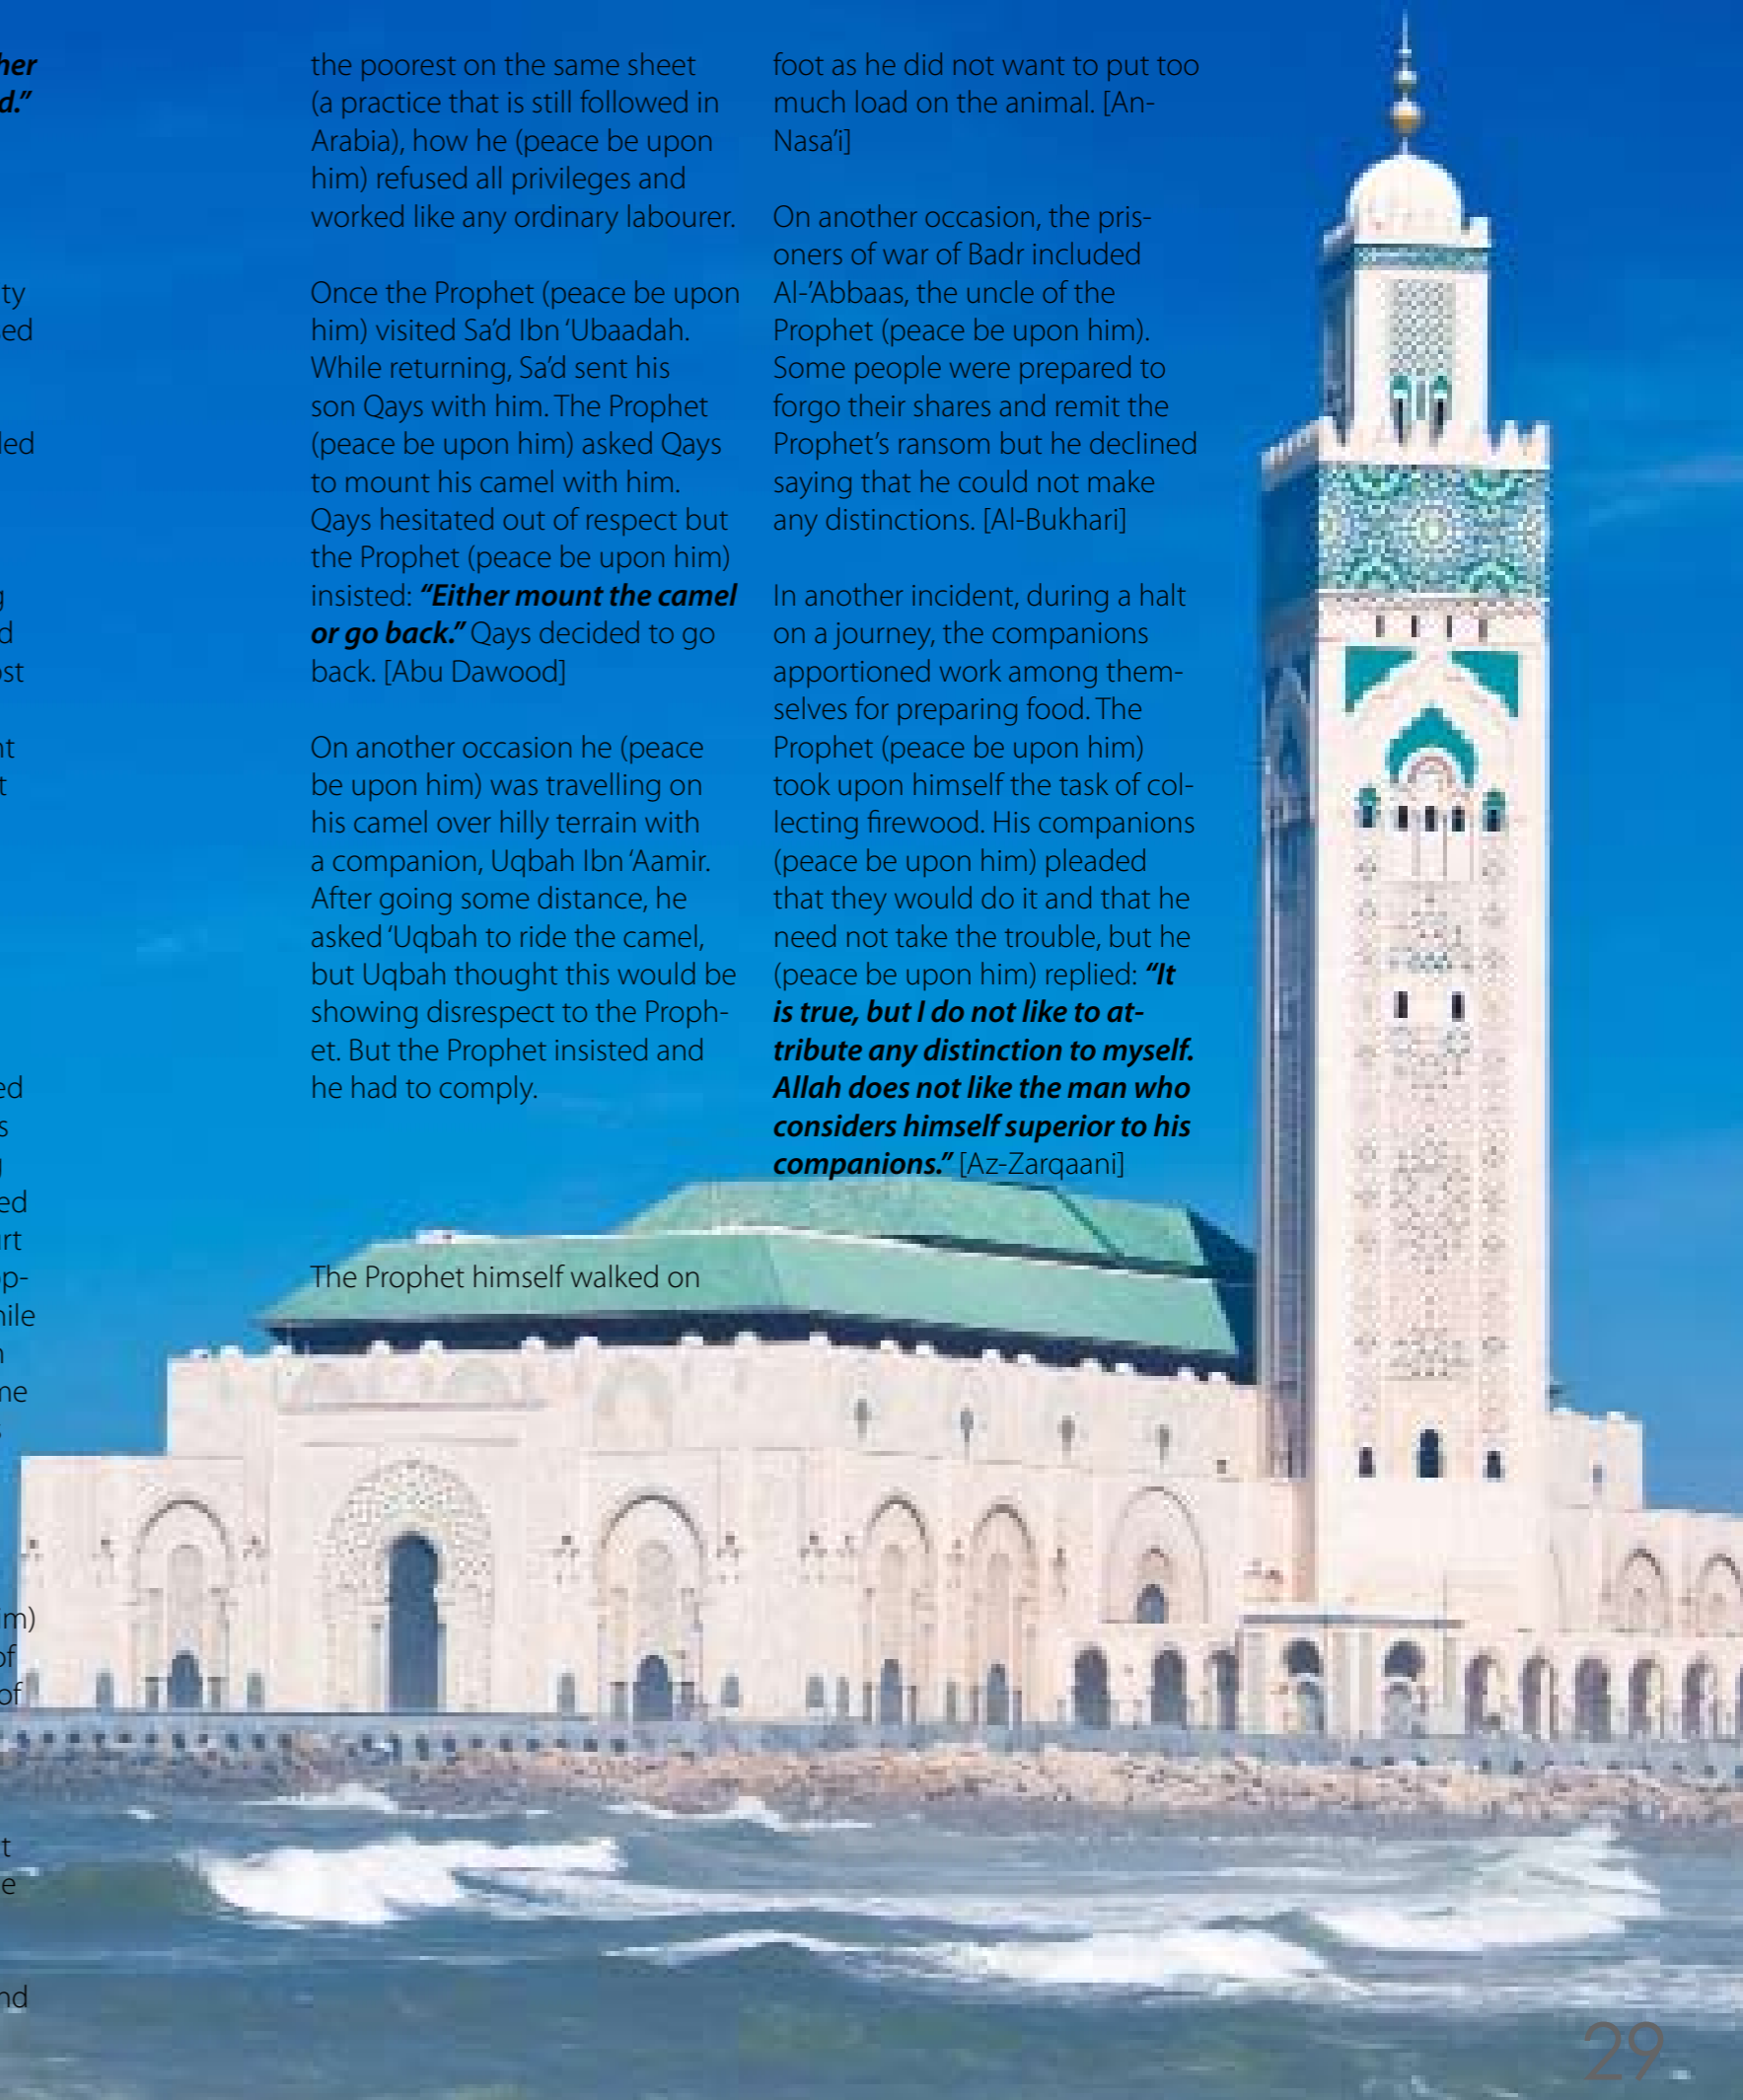 her
d."
ty
sed
led
g
d
st
nt
t
ed
s
g
ed
rt
p-
ile
n
me
s
im)
of
of
t
e
nd
the poorest on the same sheet
(a practice that is still followed in
Arabia), how he (peace be upon
him) refused all privileges and
worked like any ordinary labourer.
Once the Prophet (peace be upon
him) visited Sa’d Ibn ‘Ubaadah.
While returning, Sa’d sent his
son Qays with him. The Prophet
(peace be upon him) asked Qays
to mount his camel with him.
Qays hesitated out of respect but
the Prophet (peace be upon him)
insisted: “Either mount the camel
or go back.” Qays decided to go
back. [Abu Dawood]
On another occasion he (peace
be upon him) was travelling on
his camel over hilly terrain with
a companion, Uqbah Ibn ‘Aamir.
After going some distance, he
asked ‘Uqbah to ride the camel,
but Uqbah thought this would be
showing disrespect to the Proph-
et. But the Prophet insisted and
he had to comply.
The Prophet himself walked on
foot as he did not want to put too
much load on the animal. [An-
Nasa’i]
On another occasion, the pris-
oners of war of Badr included
Al-’Abbaas, the uncle of the
Prophet (peace be upon him).
Some people were prepared to
forgo their shares and remit the
Prophet’s ransom but he declined
saying that he could not make
any distinctions. [Al-Bukhari]
In another incident, during a halt
on a journey, the companions
apportioned work among them-
selves for preparing food. The
Prophet (peace be upon him)
took upon himself the task of col-
lecting firewood. His companions
(peace be upon him) pleaded
that they would do it and that he
need not take the trouble, but he
(peace be upon him) replied: “It
is true, but I do not like to at-
tribute any distinction to myself.
Allah does not like the man who
considers himself superior to his
companions.” [Az-Zarqaani]
29